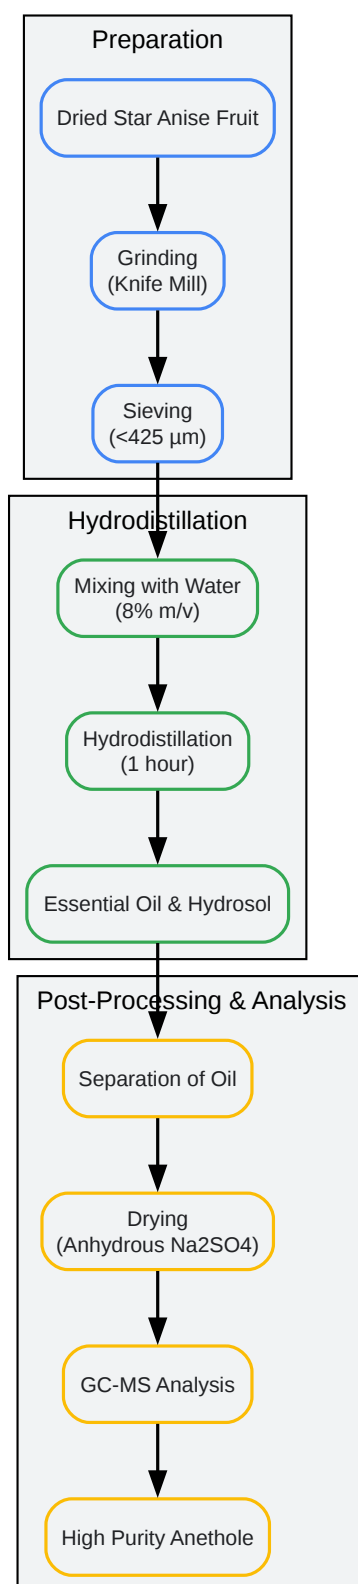 Preparation
Dried Star Anise Fruit
Grinding
(Knife Mill)
Sieving
(<425 µm)
Hydrodistillation
Mixing with Water
(8% m/v)
Hydrodistillation
(1 hour)
Essential Oil & Hydrosol
Post-Processing & Analysis
Separation of Oil
Drying
(Anhydrous Na2SO4)
GC-MS Analysis
High Purity Anethole